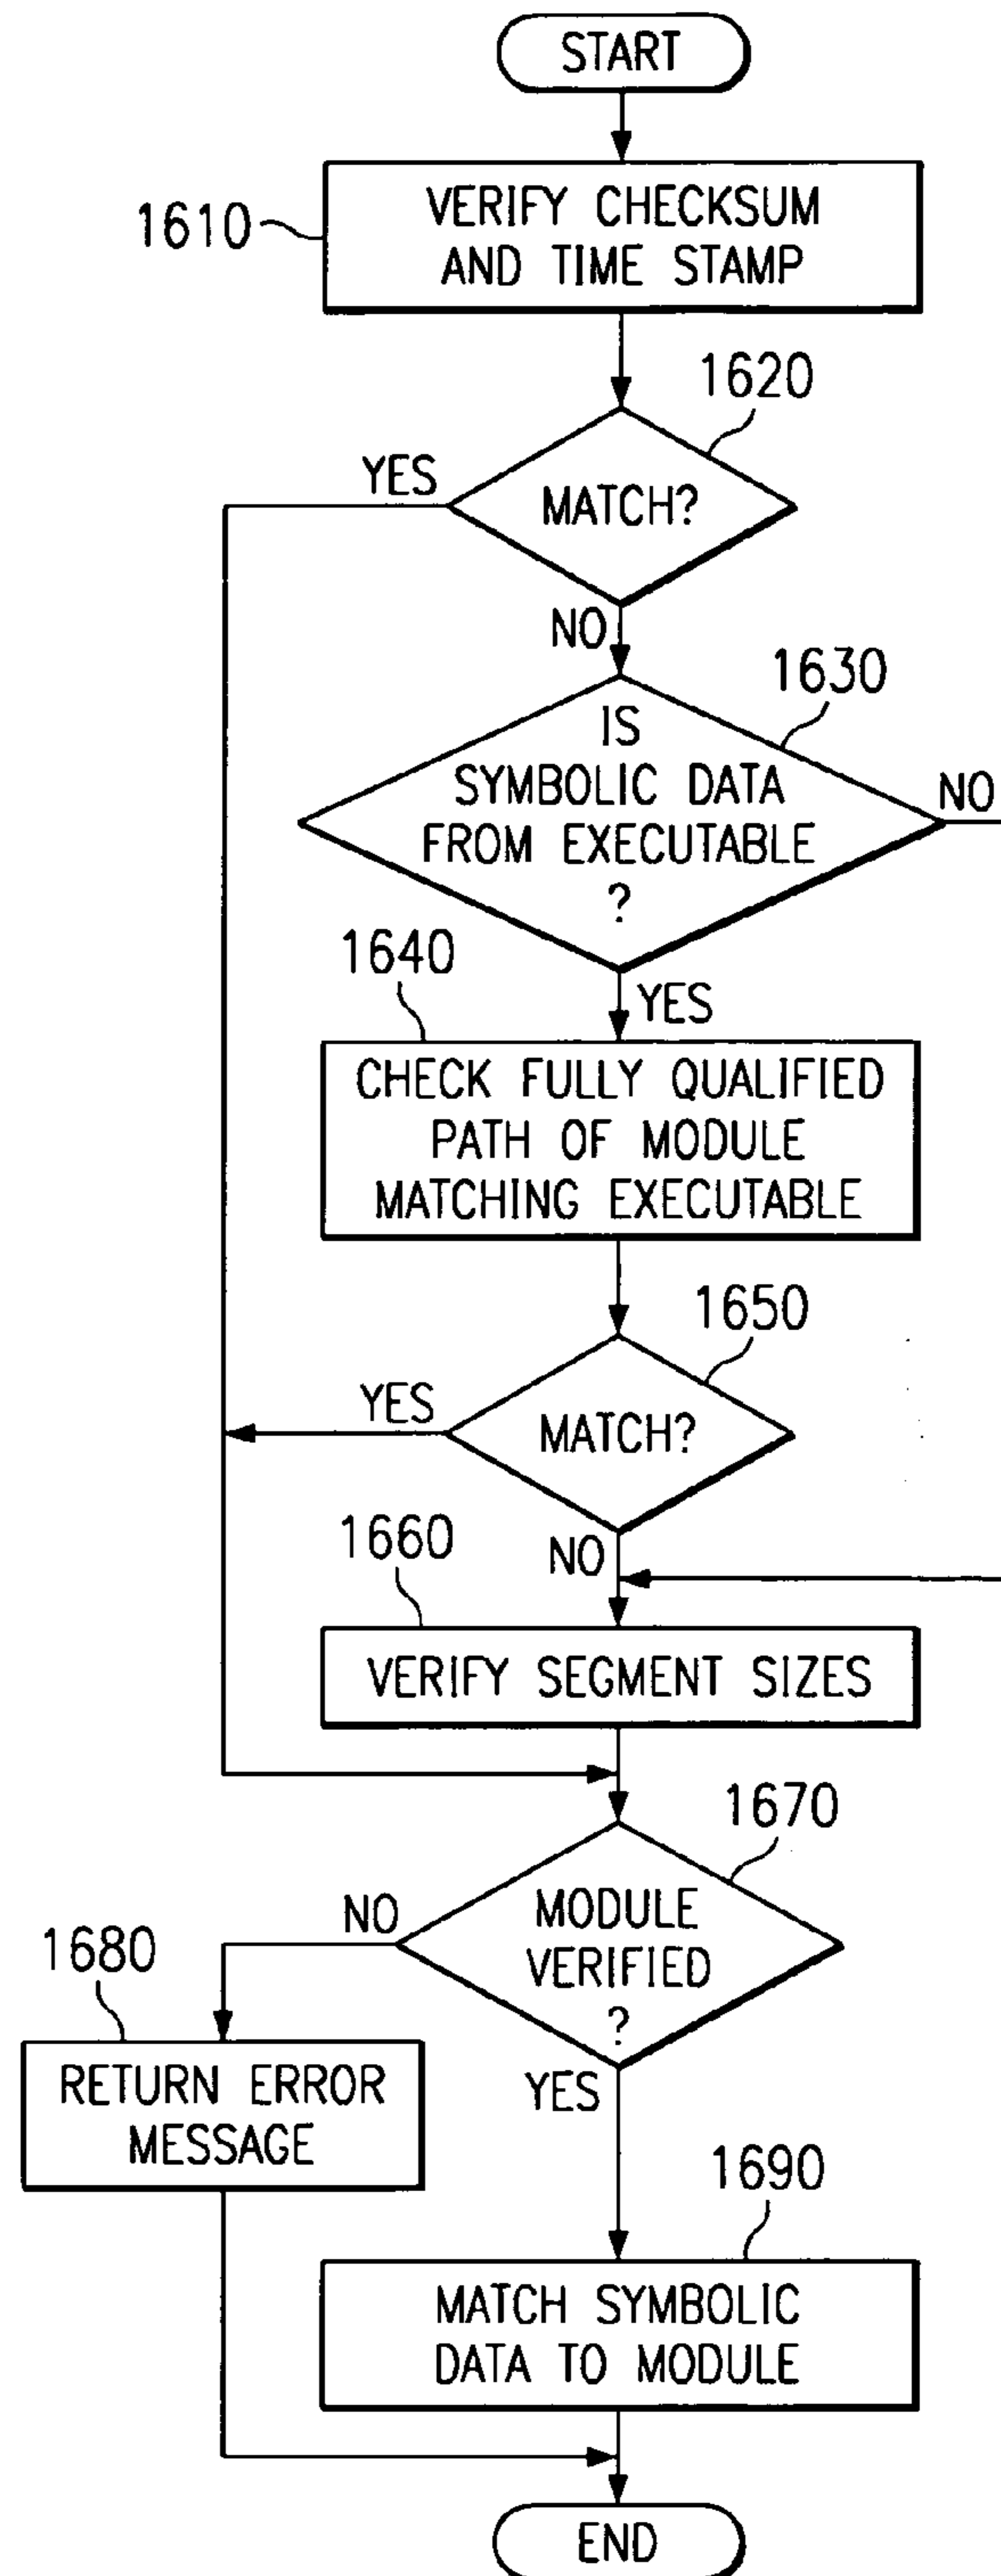 START
1610
VERIFY CHECKSUM
AND TIME STAMP
1620
YES
MATCH?
NO
1630
IS
SYMBOLIC DATA
FROM EXECUTABLE
?
NO
1640
YES
CHECK FULLY QUALIFIED
PATH OF MODULE
MATCHING EXECUTABLE
1650
YES
MATCH?
1660
NO
VERIFY SEGMENT SIZES
1670
NO
MODULE
VERIFIED
?
1680
YES
RETURN ERROR
MESSAGE
1690
MATCH SYMBOLIC
DATA TO MODULE
END